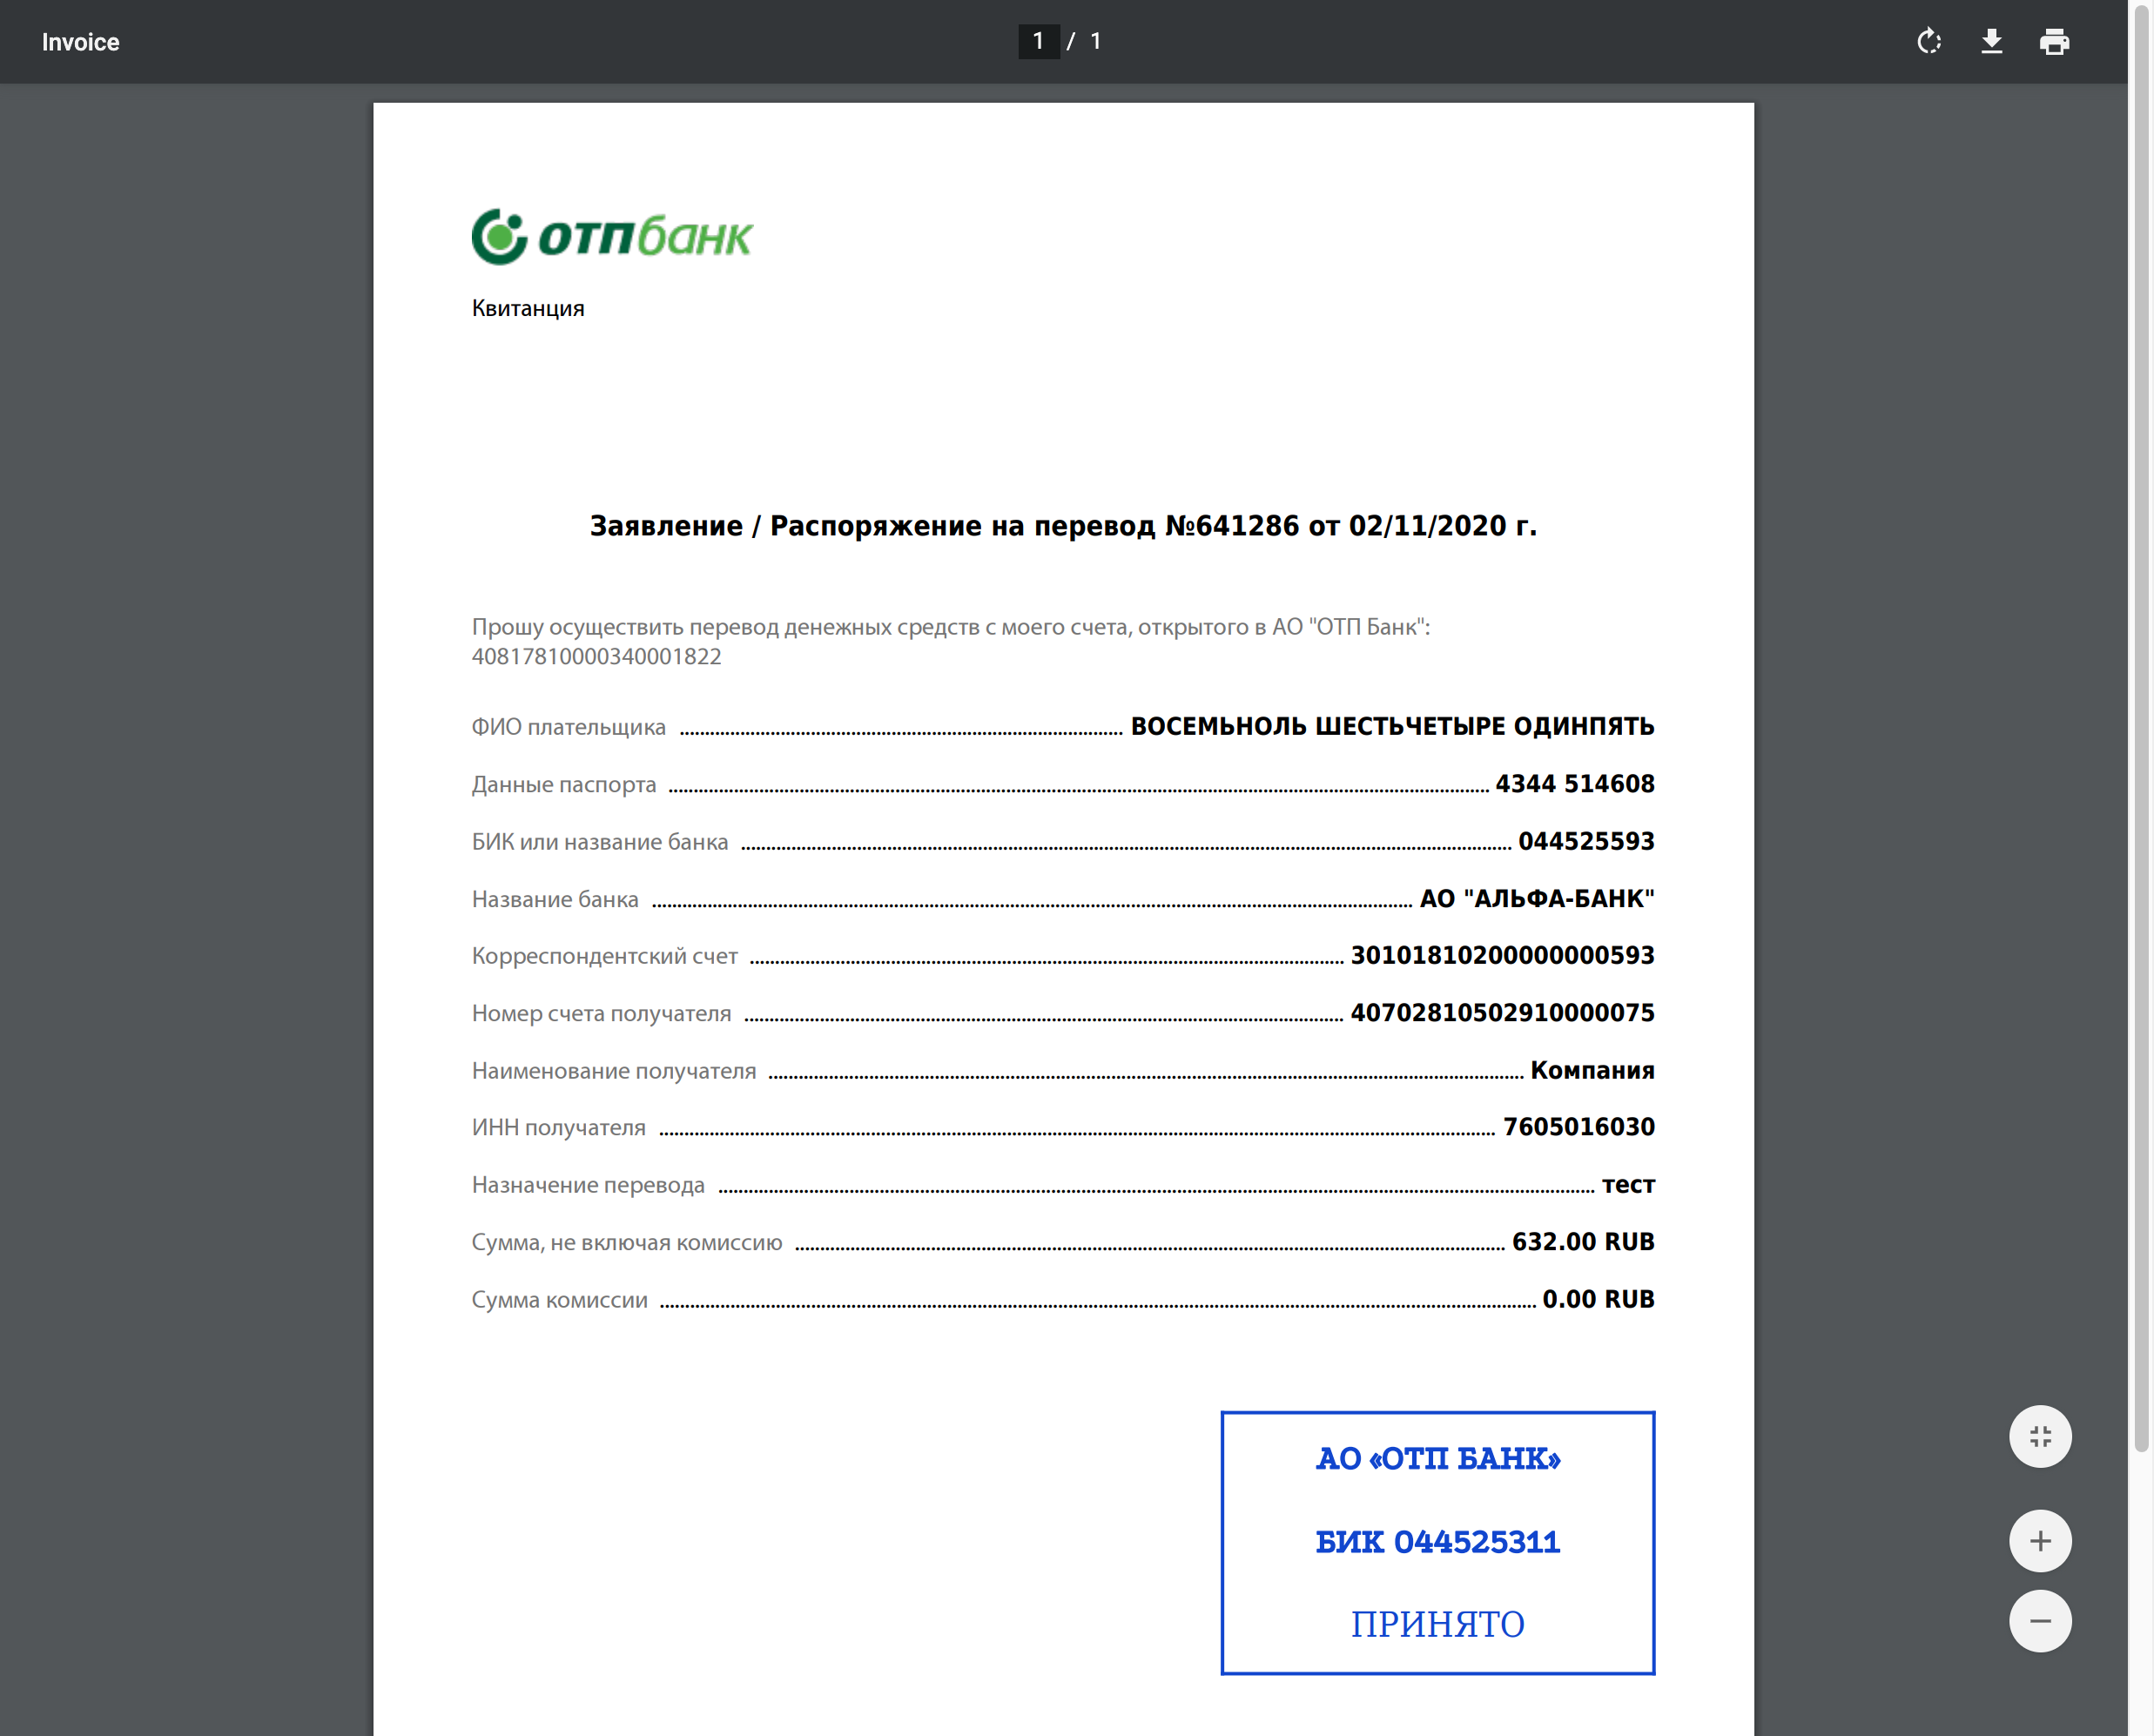 Invoice
1 / 1
отпбанк
Квитанция
Заявление / Распоряжение на перевод №641286 от 02/11/2020 г.
Прошу осуществить перевод денежных средств с моего счета, открытого в АО "ОТП Банк":
40817810000340001822
ФИО плательщика ВОСЕМЬНОЛЬ ШЕСТЬЧЕТЫРЕ ОДИНПЯТЬ
Данные паспорта 4344 514608
БИК или название банка 044525593
Название банка АО "АЛЬФА-БАНК"
Корреспондентский счет 30101810200000000593
Номер счета получателя 40702810502910000075
Наименование получателя Компания
ИНН получателя 7605016030
Назначение перевода тест
Сумма, не включая комиссию 632.00 RUB
Сумма комиссии 0.00 RUB
АО «ОТП БАНК»
БИК 044525311
ПРИНЯТО